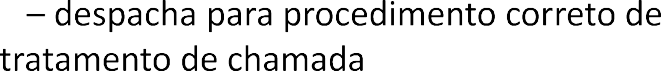 – despacha para procedimento correto de
tratamento de chamada